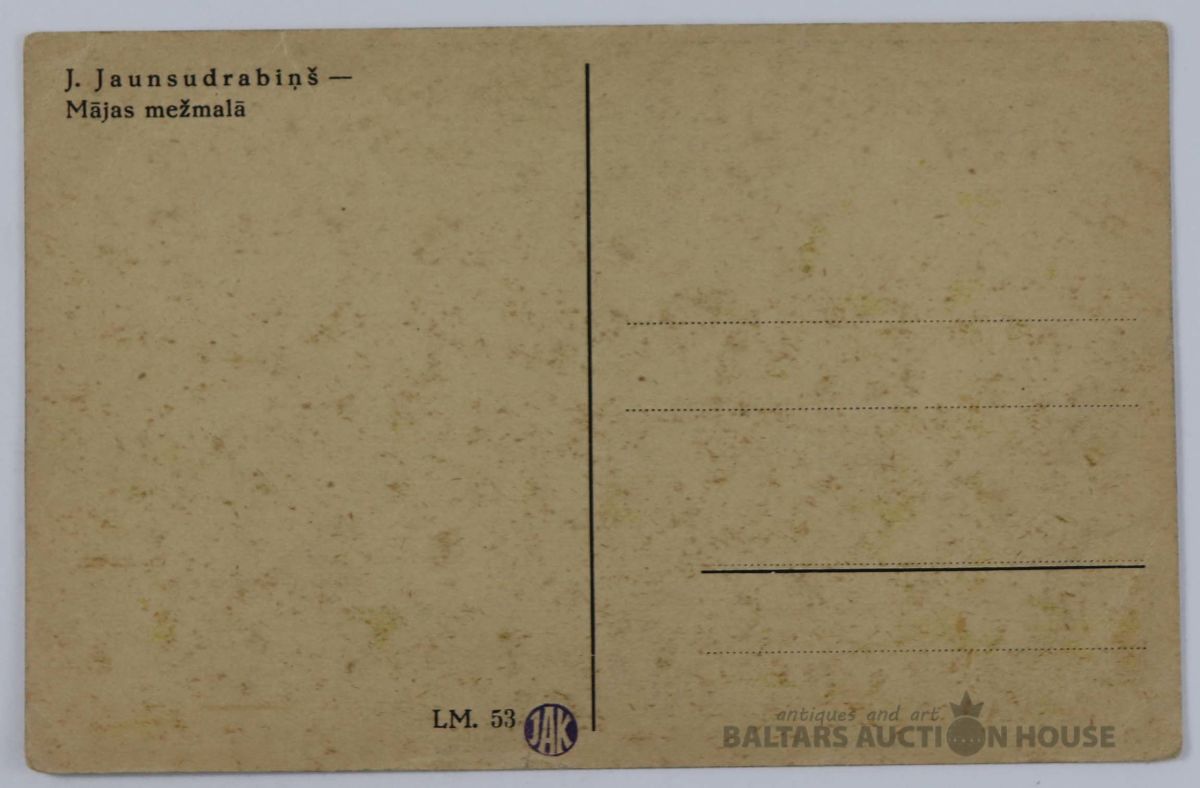 J. Jaunsudrabiņš —
Mājas mežmalā
LM. 53 JAK
antiques and art
BALTARS AUCTION HOUSE